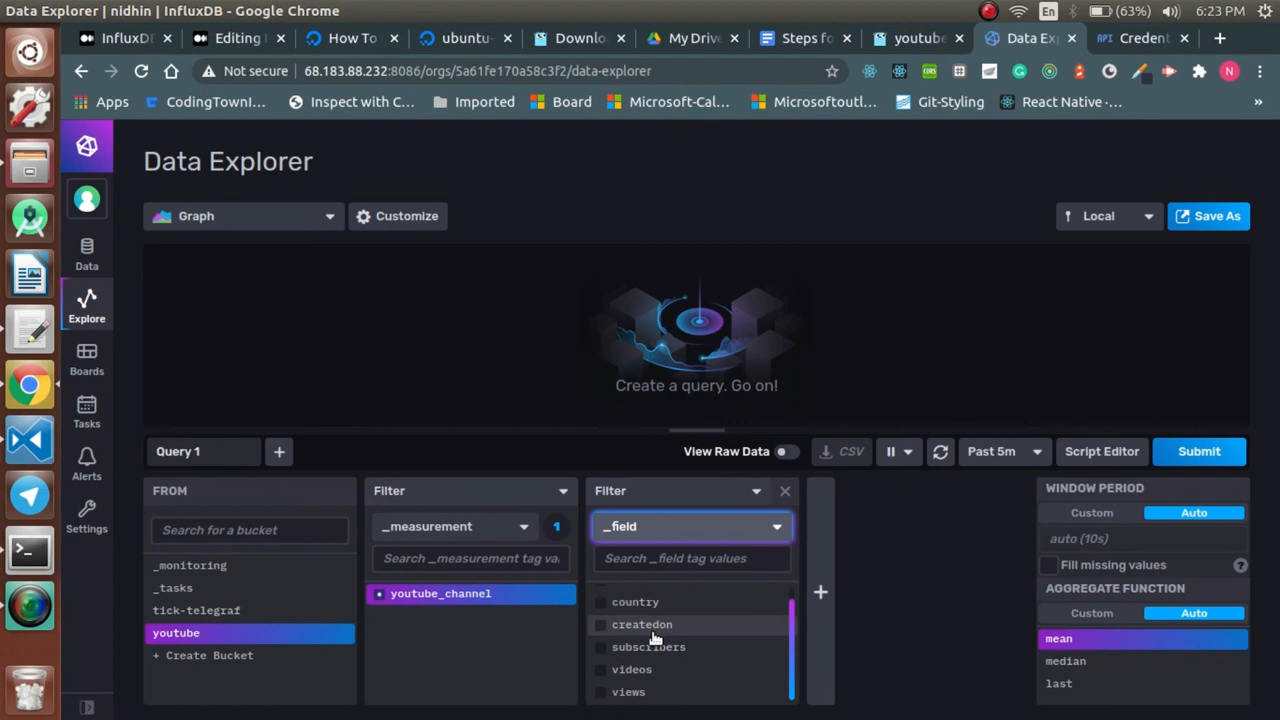 Data Explorer | nidhin | InfluxDB - Google Chrome
En
(63%)
6:23 PM
InfluxDB
Editing
How To
ubuntu-
Downlo
My Drive
Steps fo
youtube
Data Exp
API
Credent
Not secure
68.183.88.232:8086/orgs/5a61fe170a58c3f2/data-explorer
CORS
N
Apps
CodingTownI...
Inspect with C...
Imported
Board
Microsoft-Cal...
Microsoftoutl...
Git-Styling
React Native -...
»
Data Explorer
Graph
Customize
Local
Save As
Data
Explore
Boards
Tasks
Alerts
Settings
Create a query. Go on!
Query 1
View Raw Data
CSV
Past 5m
Script Editor
Submit
FROM
Search for a bucket
_monitoring
_tasks
tick-telegraf
youtube
+ Create Bucket
Filter
_measurement
1
Search _measurement tag va
youtube_channel
Filter
_field
Search _field tag values
country
createdon
subscribers
videos
views
WINDOW PERIOD
Custom
Auto
auto (10s)
Fill missing values
?
AGGREGATE FUNCTION
Custom
Auto
mean
median
last